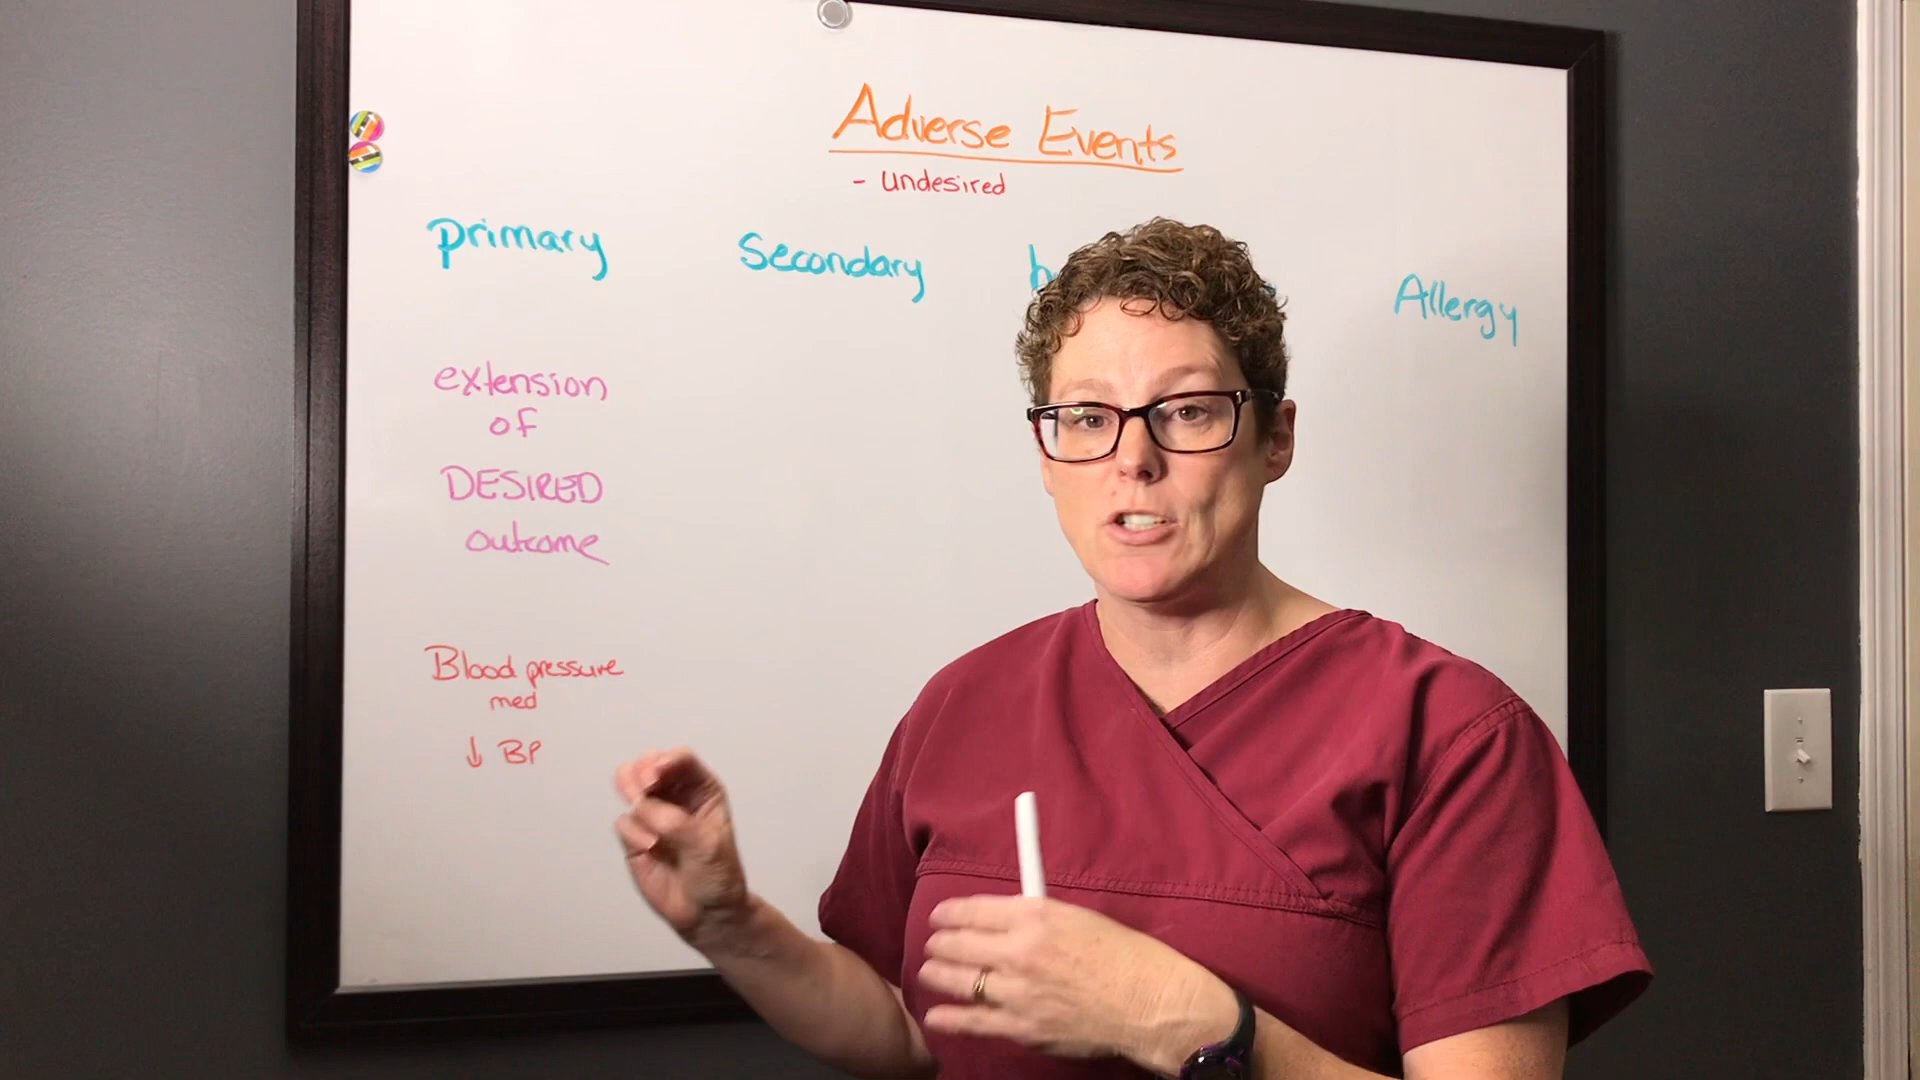 Adverse Events
- undesired
primary Secondary Allergy
extension
of
DESIRED
outcome
Blood pressure
med
↓ BP